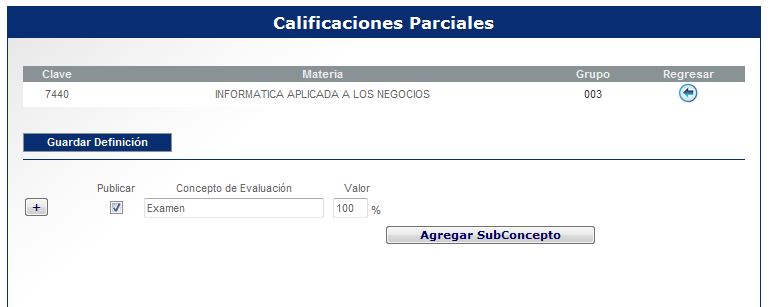 Calificaciones Parciales
Clave Materia Grupo Regresar
7440 INFORMATICA APLICADA A LOS NEGOCIOS 003
Guardar Definición
Publicar Concepto de Evaluación Valor
+ Examen 100 %
Agregar SubConcepto